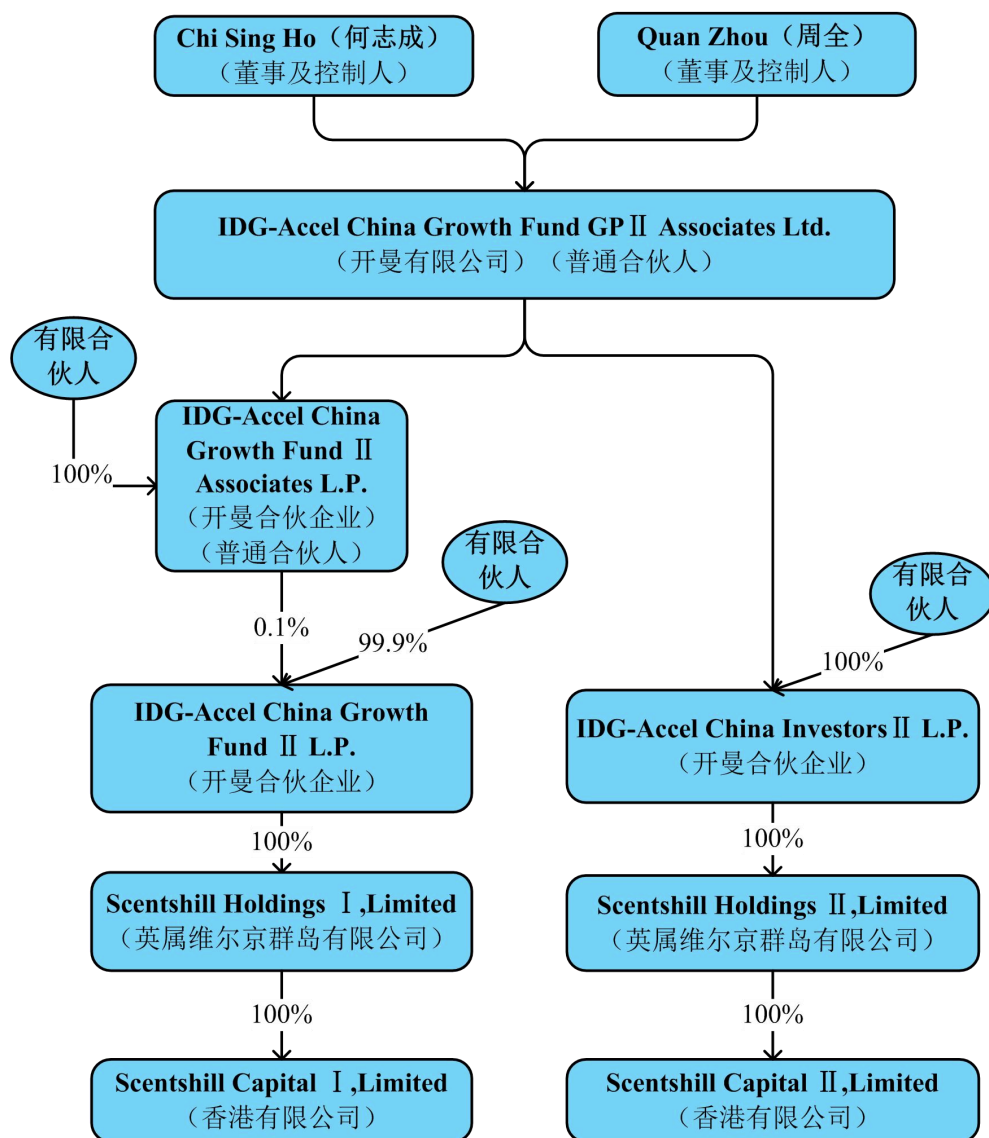 Chi Sing Ho（何志成）
（董事及控制人）
Quan Zhou（周全）
（董事及控制人）
IDG-Accel China Growth Fund GPⅡ Associates Ltd.
（开曼有限公司）（普通合伙人）
有限合
伙人
100%
IDG-Accel China
Growth Fund Ⅱ
Associates L.P.
（开曼合伙企业）
（普通合伙人）
有限合
伙人
有限合
伙人
0.1%
99.9%
100%
IDG-Accel China Growth
Fund Ⅱ L.P.
（开曼合伙企业）
IDG-Accel China InvestorsⅡ L.P.
（开曼合伙企业）
100%
100%
Scentshill Holdings Ⅰ,Limited
（英属维尔京群岛有限公司）
Scentshill Holdings Ⅱ,Limited
（英属维尔京群岛有限公司）
100%
100%
Scentshill Capital Ⅰ,Limited
（香港有限公司）
Scentshill Capital Ⅱ,Limited
（香港有限公司）